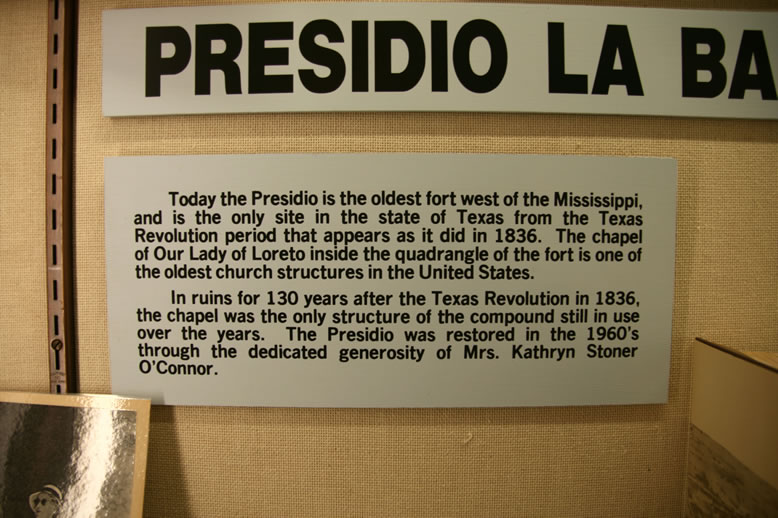 PRESIDIO LA BA
Today the Presidio is the oldest fort west of the Mississippi,
and is the only site in the state of Texas from the Texas
Revolution period that appears as it did in 1836. The chapel
of Our Lady of Loreto inside the quadrangle of the fort is one of
the oldest church structures in the United States.
In ruins for 130 years after the Texas Revolution in 1836,
the chapel was the only structure of the compound still in use
over the years. The Presidio was restored in the 1960's
through the dedicated generosity of Mrs. Kathryn Stoner
O'Connor.